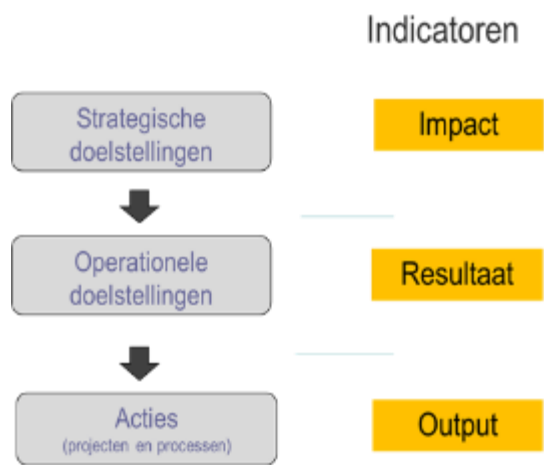 Indicatoren
Strategische
doelstellingen
Impact
Operationele
doelstellingen
Resultaat
Acties
(projecten en processen)
Output